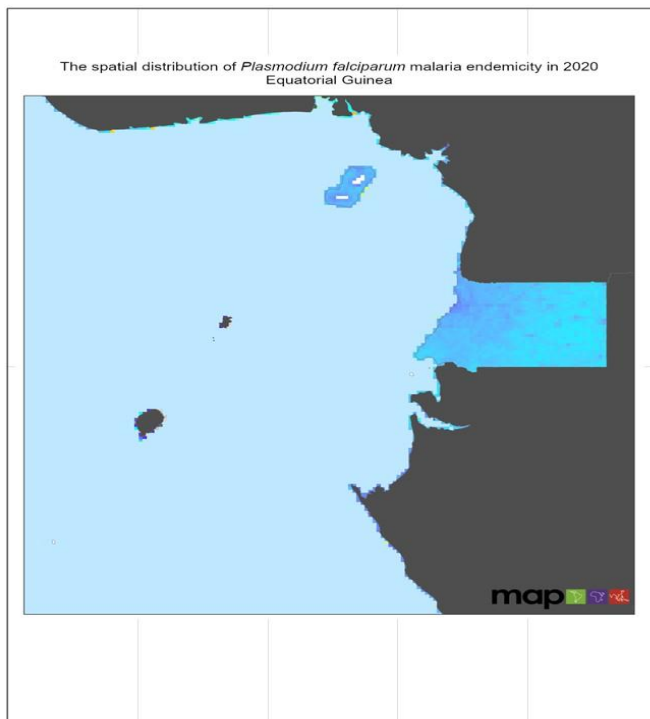 The spatial distribution of Plasmodium falciparum malaria endemicity in 2020
Equatorial Guinea
map